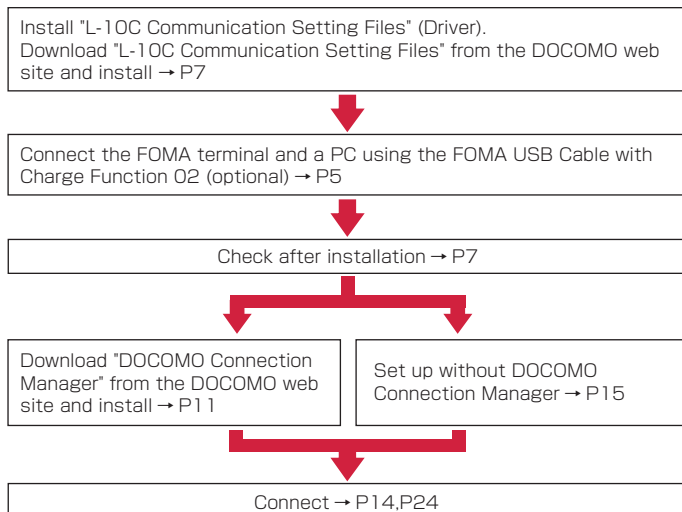 Install "L-10C Communication Setting Files" (Driver).
Download "L-10C Communication Setting Files" from the DOCOMO web
site and install → P7
Connect the FOMA terminal and a PC using the FOMA USB Cable with
Charge Function 02 (optional) → P5
Check after installation → P7
Download "DOCOMO Connection
Manager" from the DOCOMO web
site and install → P11
Set up without DOCOMO
Connection Manager → P15
Connect → P14,P24